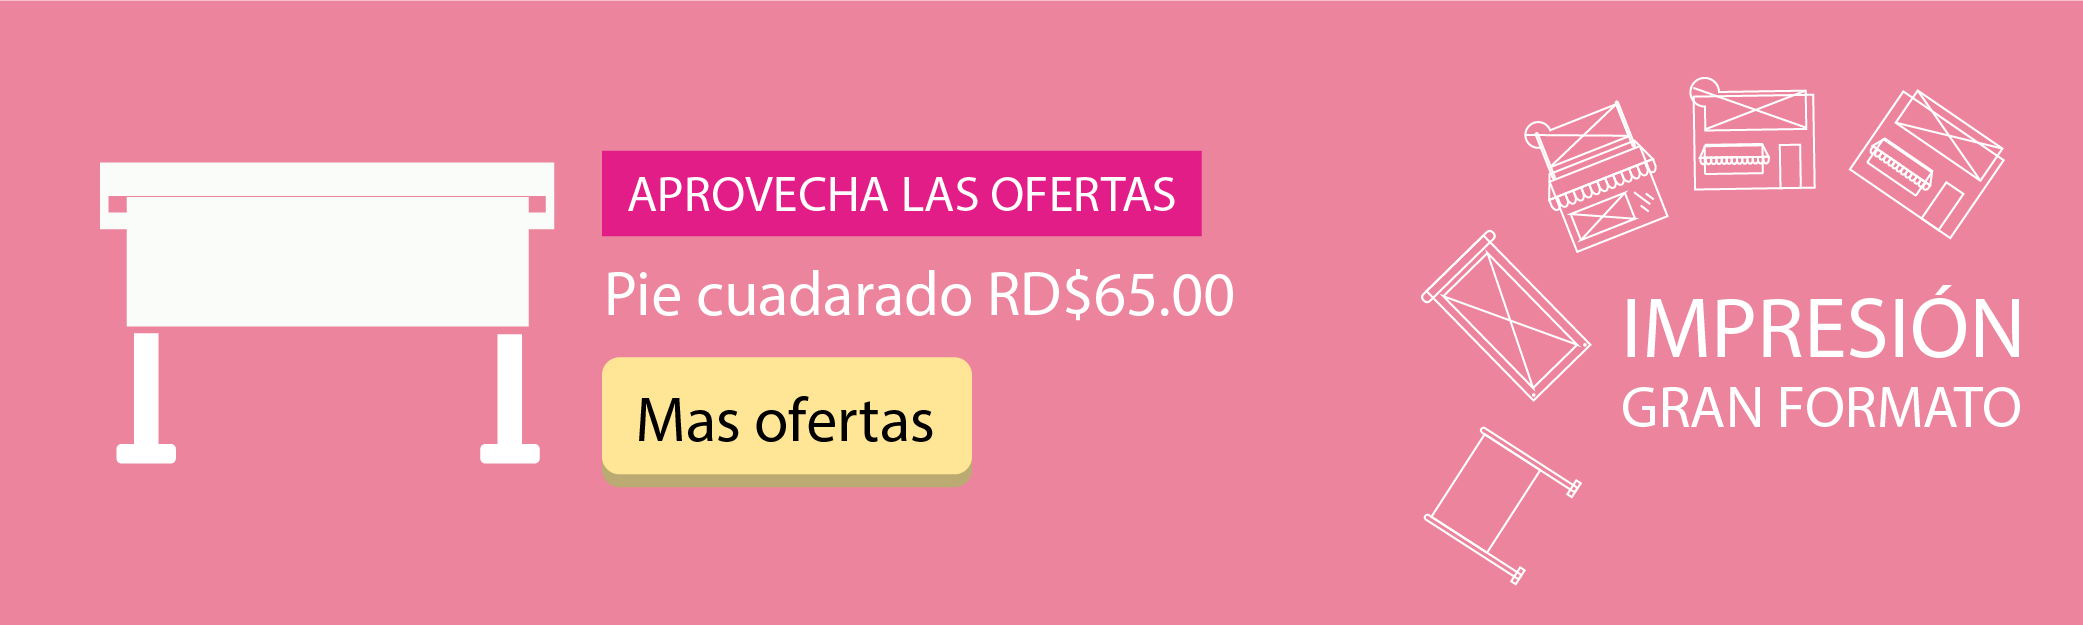 APROVECHA LAS OFERTAS
Pie cuadarado RD$65.00
Mas ofertas
IMPRESIÓN
GRAN FORMATO